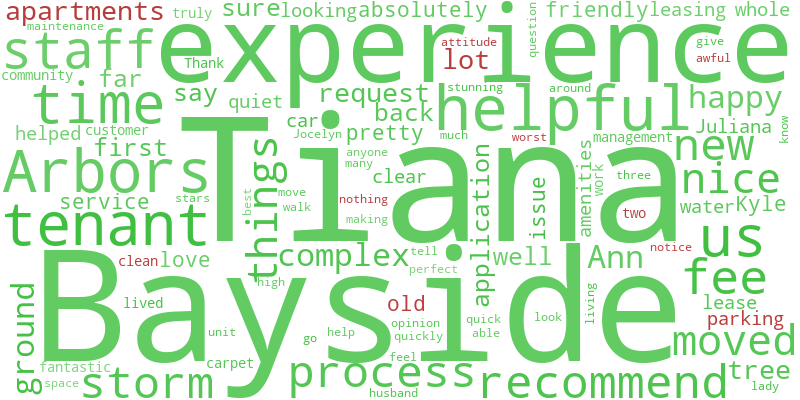 apartments
truly
sure
looking
absolutely
question
friendly
leasing
whole
maintenance
staff
experience
attitude
lot
give
awful
community
far
Thank
stunning
around
time
say
quiet
request
back
helpful
happy
helped
customer
car
Jocelyn
pretty
much
worst
management
Juliana
know
first
Arbors
things
Tiana
anyone
many
clear
application
issue
amenities
work
new
three
nice
service
stars
best
move
walk
nothing
making
two
water
Kyle
tenant
us
notice
clean
love
complex
tell
perfect
well
Ann
fee
Bayside
high
old
living
lease
parking
ground
lived
unit
go
help
opinion
quickly
quick
able
look
moved
fantastic
space
carpet
feel
storm
process
husband
recommend
tree
lady